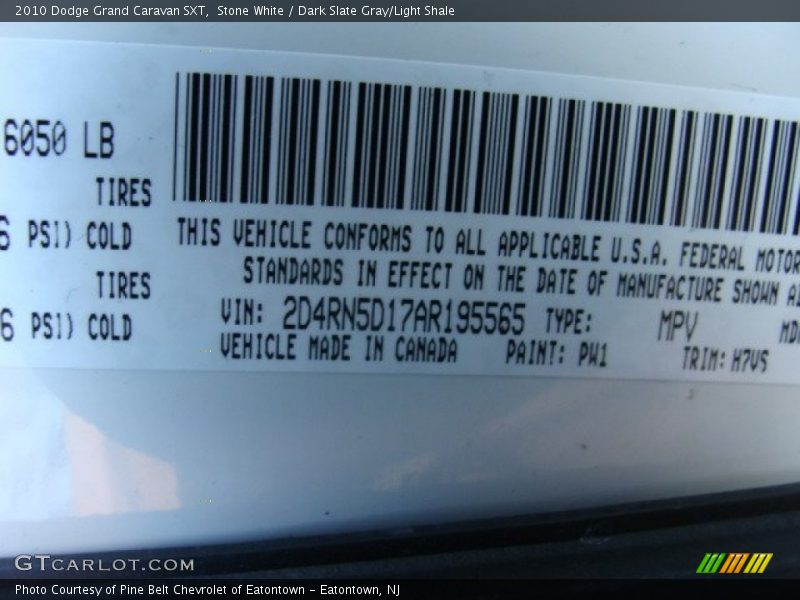 2010 Dodge Grand Caravan SXT, Stone White / Dark Slate Gray/Light Shale
6050 LB
TIRES
6 PSI) COLD
THIS VEHICLE CONFORMS TO ALL APPLICABLE U.S.A. FEDERAL MOTOR
STANDARDS IN EFFECT ON THE DATE OF MANUFACTURE SHOWN
TIRES
6 PSI) COLD
VIN: 2D4RN5D17AR195565 TYPE: MPV
VEHICLE MADE IN CANADA PAINT: PW1 TRIM: H7VS
GTCARLOT.COM
Photo Courtesy of Pine Belt Chevrolet of Eatontown – Eatontown, NJ